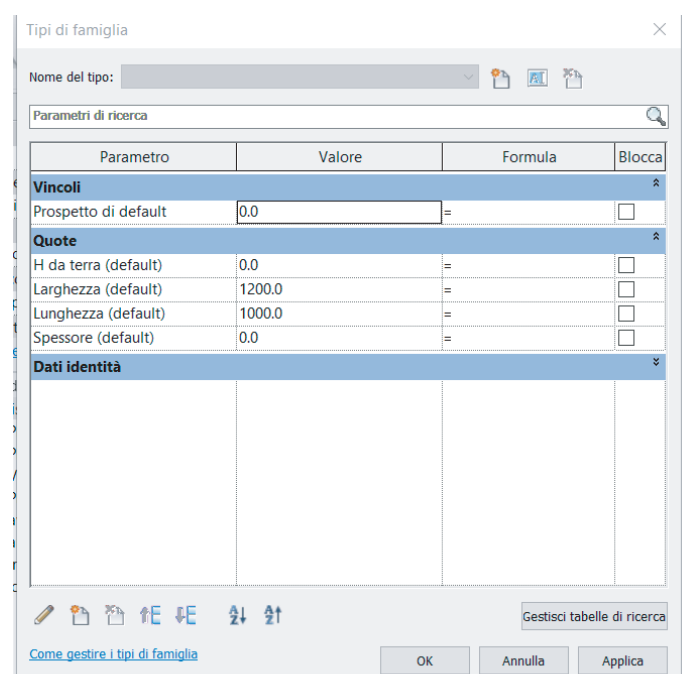 Tipi di famiglia
Nome del tipo:
Parametri di ricerca
Parametro Valore Formula Blocca
Vincoli
Prospetto di default 0.0 =
Quote
H da terra (default) 0.0 =
Larghezza (default) 1200.0 =
Lunghezza (default) 1000.0 =
Spessore (default) 0.0 =
Dati identità
Gestisci tabelle di ricerca
Come gestire i tipi di famiglia
OK Annulla Applica